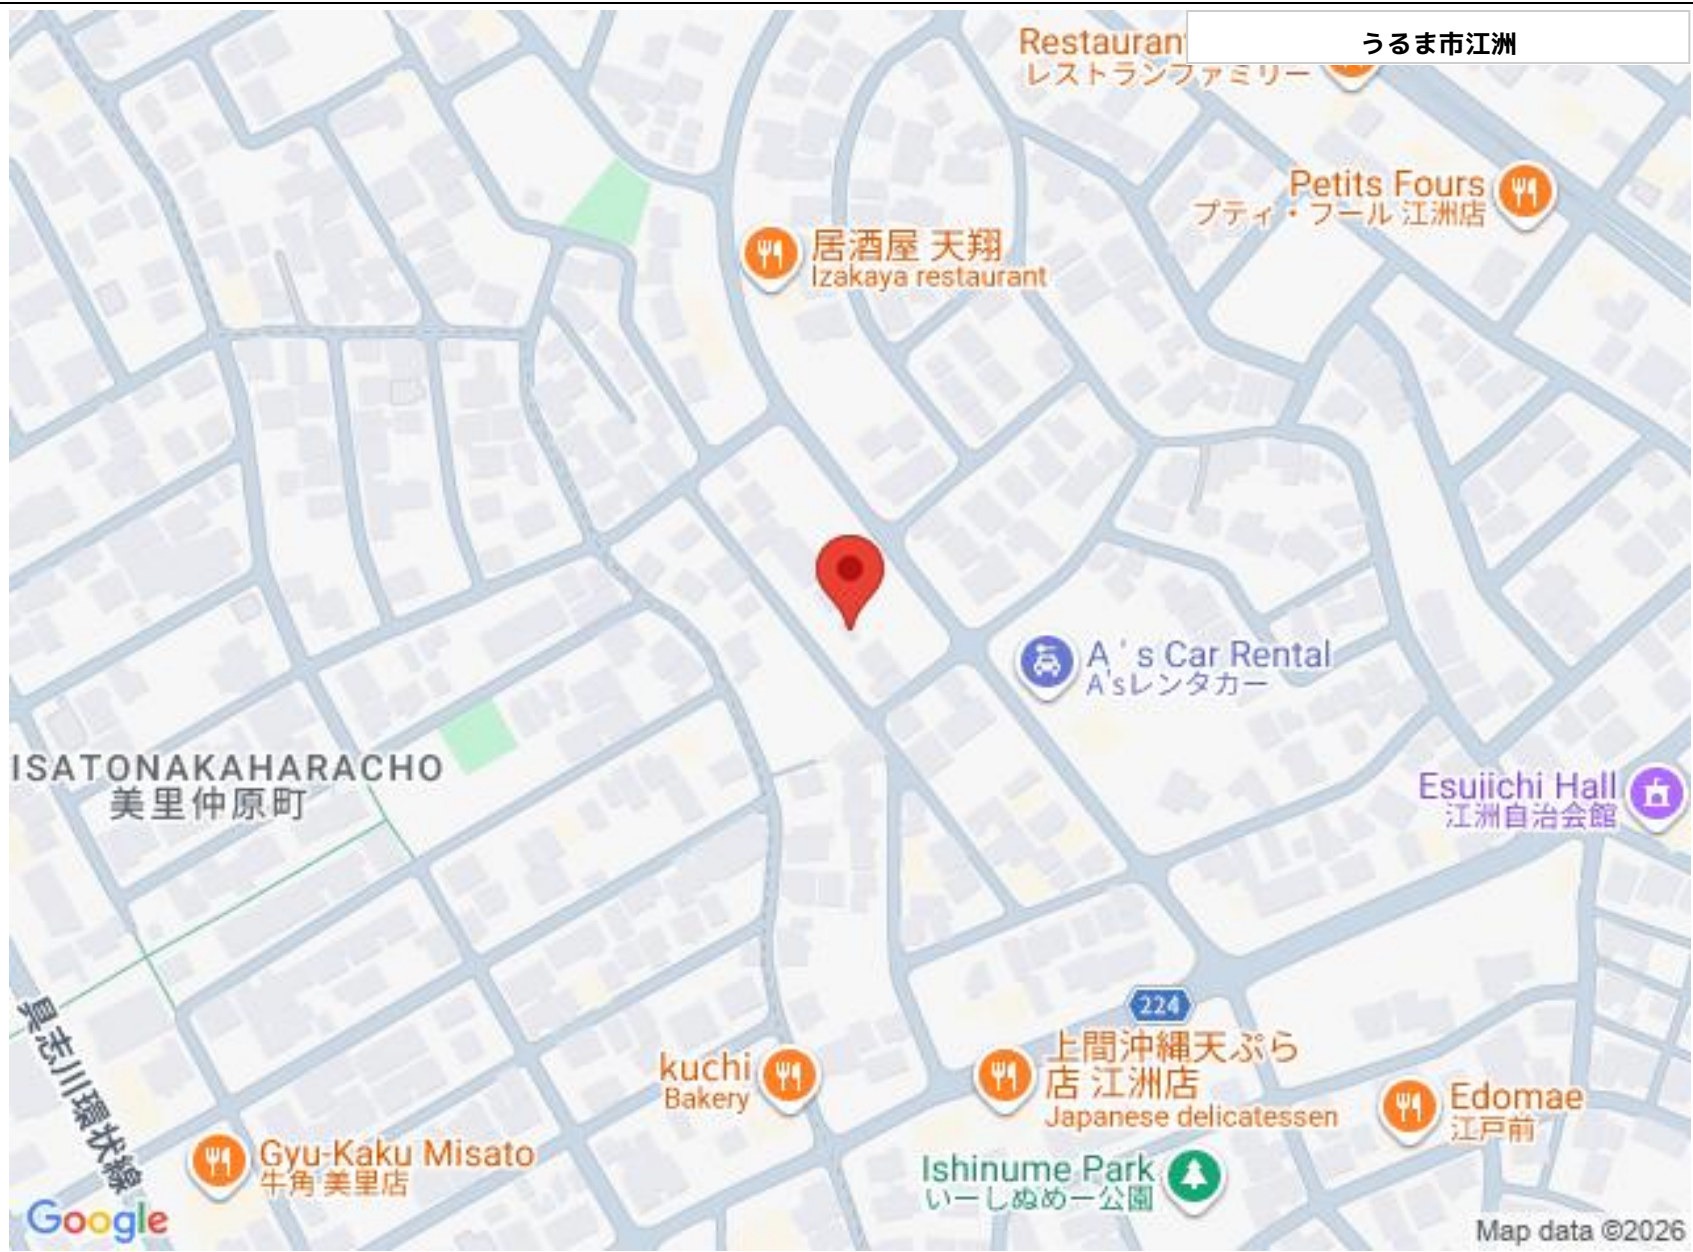 うるま市江洲
Restauran
レストランファミリー
Petits Fours
プティ・フール 江洲店
居酒屋 天翔
Izakaya restaurant
A's Car Rental
A'sレンタカー
ISATONAKAHARACHO
美里仲原町
Esujichi Hall
江洲自治会館
具志川環状線
224
kuchi
Bakery
上間沖縄天ぷら
店 江洲店
Japanese delicatessen
Edomae
江戸前
Gyu-Kaku Misato
牛角 美里店
Ishinume Park
いーしぬめー公園
Google
Map data ©2026